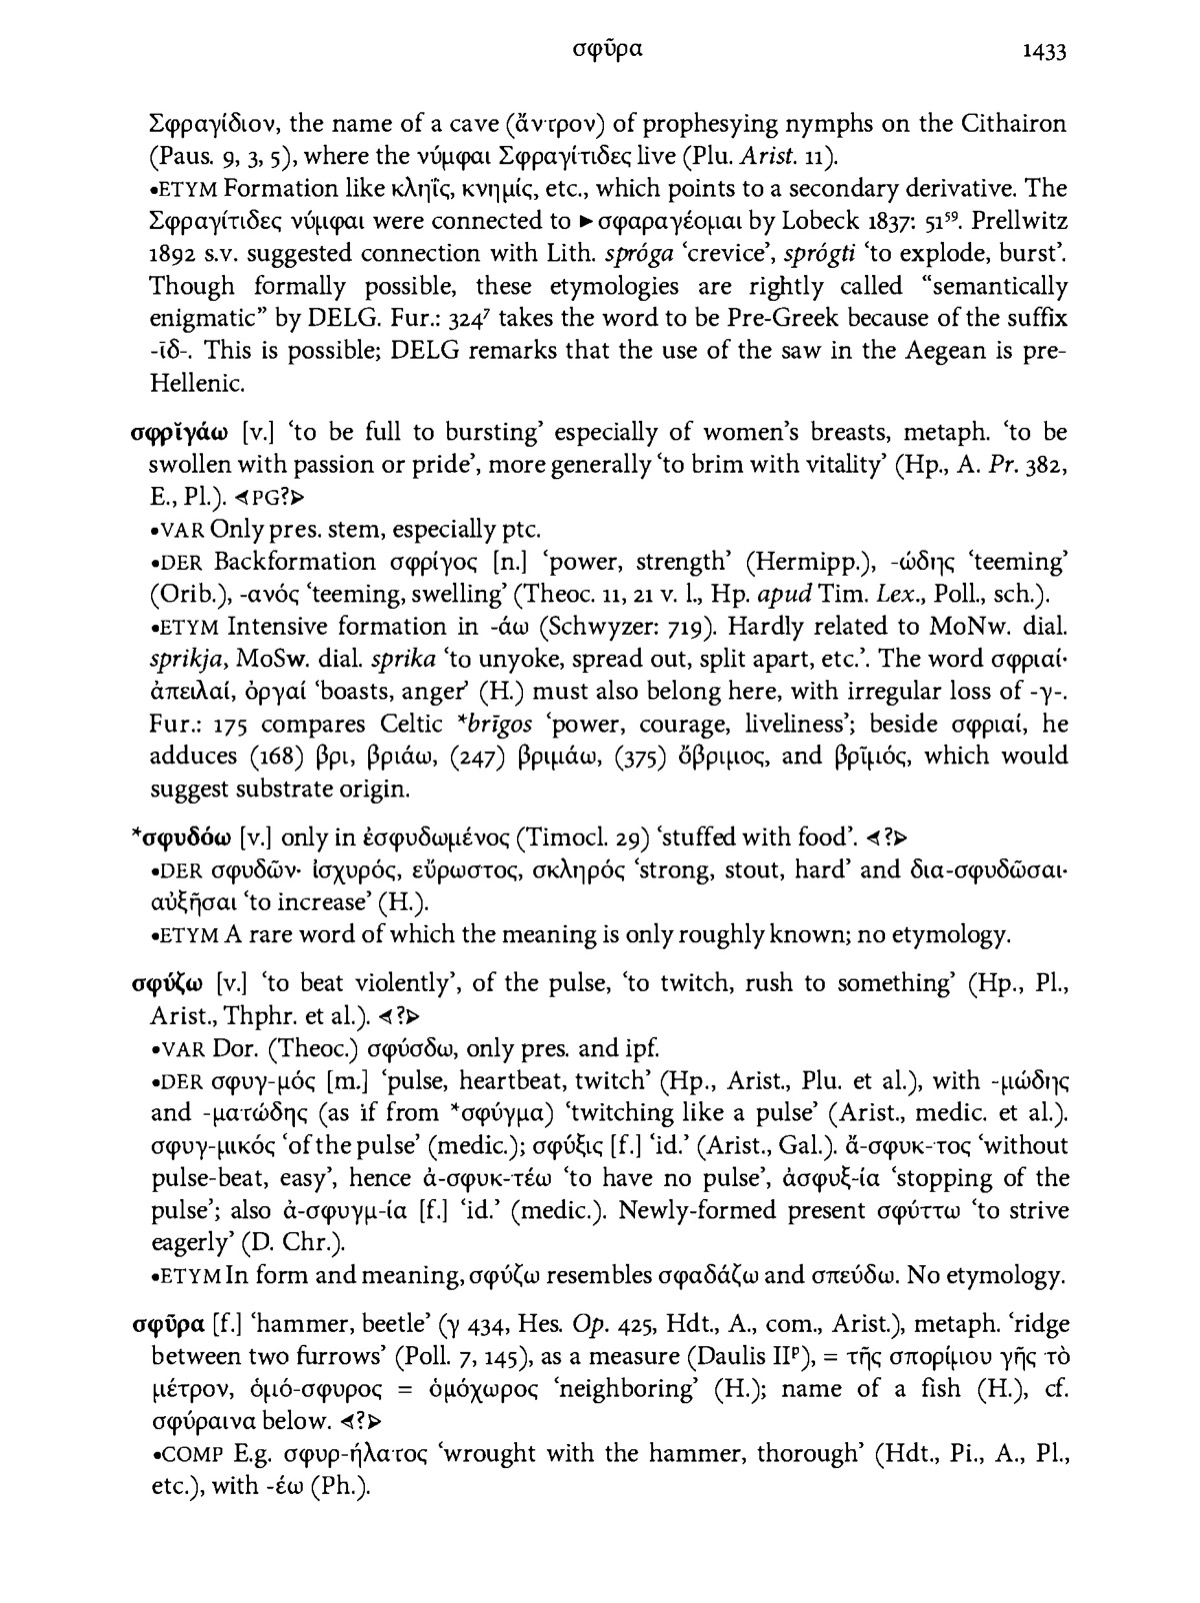 σφῦρα 1433
Σφραγίδιον, the name of a cave (ἄντρον) of prophesying nymphs on the Cithairon
(Paus. 9, 3, 5), where the νύμφαι Σφραγίτιδες live (Plu. Arist. 11).
•ETYM Formation like κληΐς, κνημίς, etc., which points to a secondary derivative. The
Σφραγίτιδες νύμφαι were connected to ►σφαραγέομαι by Lobeck 1837: 51⁵⁹. Prellwitz
1892 s.v. suggested connection with Lith. spróga ‘crevice’, sprógti ‘to explode, burst’.
Though formally possible, these etymologies are rightly called “semantically
enigmatic” by DELG. Fur.: 324⁷ takes the word to be Pre-Greek because of the suffix
-ῑδ-. This is possible; DELG remarks that the use of the saw in the Aegean is pre-
Hellenic.
σφρῐγάω [v.] ‘to be full to bursting’ especially of women’s breasts, metaph. ‘to be
swollen with passion or pride’, more generally ‘to brim with vitality’ (Hp., A. Pr. 382,
E., Pl.). ⋖PG?⋗
•VAR Only pres. stem, especially ptc.
•DER Backformation σφρίγος [n.] ‘power, strength’ (Hermipp.), -ώδης ‘teeming’
(Orib.), -ανός ‘teeming, swelling’ (Theoc. 11, 21 v. l., Hp. apud Tim. Lex., Poll., sch.).
•ETYM Intensive formation in -άω (Schwyzer: 719). Hardly related to MoNw. dial.
sprikja, MoSw. dial. sprika ‘to unyoke, spread out, split apart, etc.’. The word σφριαί·
ἀπειλαί, ὀργαί ‘boasts, anger’ (H.) must also belong here, with irregular loss of -γ-.
Fur.: 175 compares Celtic *brīgos ‘power, courage, liveliness’; beside σφριαί, he
adduces (168) βρι, βριάω, (247) βριμάω, (375) ὄβριμος, and βρῑμός, which would
suggest substrate origin.
*σφυδόω [v.] only in ἐσφυδωμένος (Timocl. 29) ‘stuffed with food’. ⋖?⋗
•DER σφυδῶν· ἰσχυρός, εὔρωστος, σκληρός ‘strong, stout, hard’ and δια-σφυδῶσαι·
αὐξῆσαι ‘to increase’ (H.).
•ETYM A rare word of which the meaning is only roughly known; no etymology.
σφύζω [v.] ‘to beat violently’, of the pulse, ‘to twitch, rush to something’ (Hp., Pl.,
Arist., Thphr. et al.). ⋖?⋗
•VAR Dor. (Theoc.) σφύσδω, only pres. and ipf.
•DER σφυγ-μός [m.] ‘pulse, heartbeat, twitch’ (Hp., Arist., Plu. et al.), with -μώδης
and -ματώδης (as if from *σφύγμα) ‘twitching like a pulse’ (Arist., medic. et al.).
σφυγ-μικός ‘of the pulse’ (medic.); σφύξις [f.] ‘id.’ (Arist., Gal.). ἄ-σφυκ-τος ‘without
pulse-beat, easy’, hence ἀ-σφυκ-τέω ‘to have no pulse’, ἀσφυξ-ία ‘stopping of the
pulse’; also ἀ-σφυγμ-ία [f.] ‘id.’ (medic.). Newly-formed present σφύττω ‘to strive
eagerly’ (D. Chr.).
•ETYM In form and meaning, σφύζω resembles σφαδάζω and σπεύδω. No etymology.
σφῦρα [f.] ‘hammer, beetle’ (γ 434, Hes. Op. 425, Hdt., A., com., Arist.), metaph. ‘ridge
between two furrows’ (Poll. 7, 145), as a measure (Daulis IIᵖ), = τῆς σπορίμου γῆς τὸ
μέτρον, ὁμό-σφυρος = ὁμόχωρος ‘neighboring’ (H.); name of a fish (H.), cf.
σφύραινα below. ⋖?⋗
•COMP E.g. σφυρ-ήλατος ‘wrought with the hammer, thorough’ (Hdt., Pi., A., Pl.,
etc.), with -έω (Ph.).